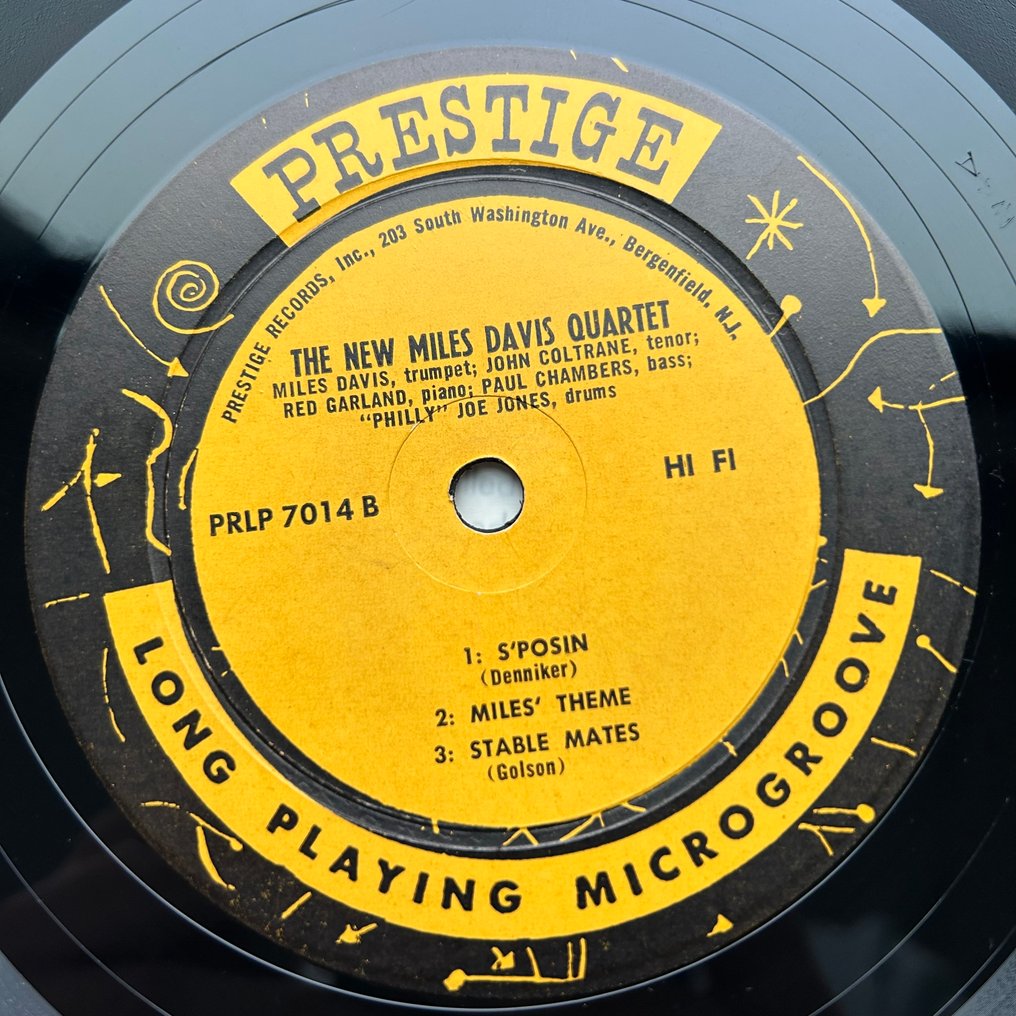 PRESTIGE
PRESTIGE RECORDS, Inc., 203 South Washington Ave., Bergenfield, N.J.
THE NEW MILES DAVIS QUARTET
MILES DAVIS, trumpet; JOHN COLTRANE, tenor;
RED GARLAND, piano; PAUL CHAMBERS, bass;
"PHILLY" JOE JONES, drums
HI FI
PRLP 7014 B
1: S'POSIN
(Denniker)
2: MILES' THEME
3: STABLE MATES
(Golson)
LONG PLAYING MICROGROOVE